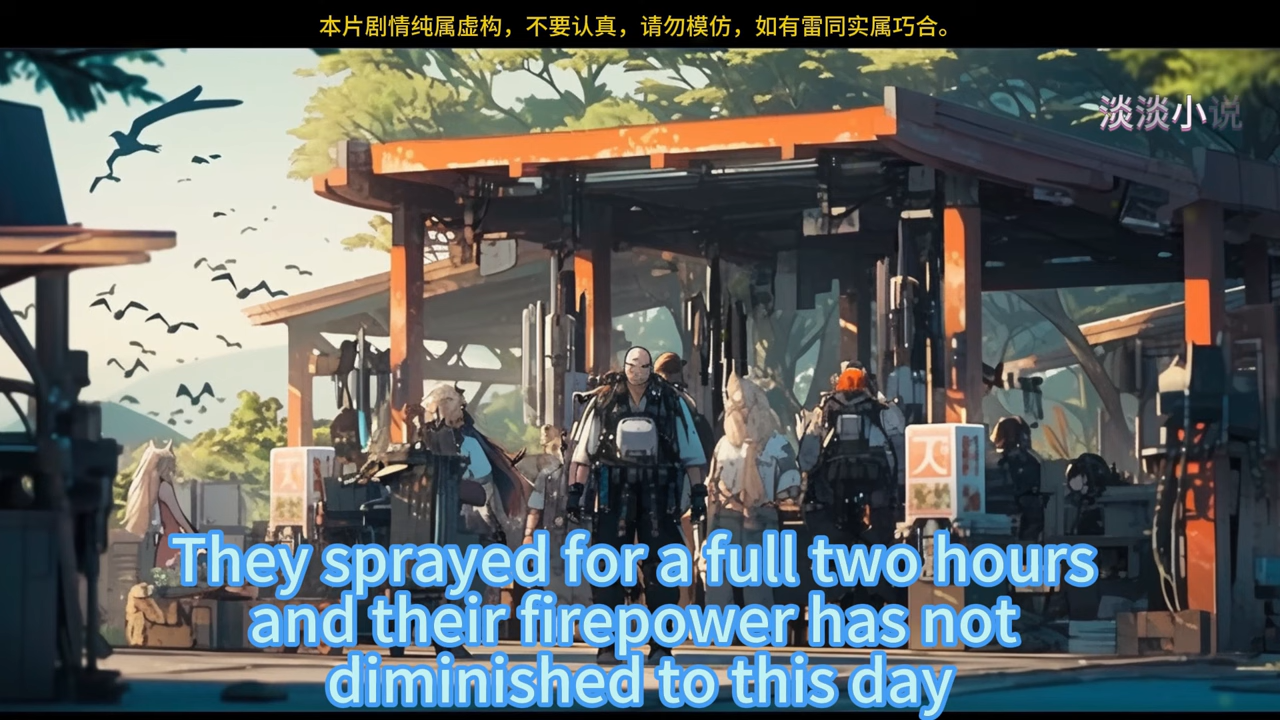 本片剧情纯属虚构，不要认真，请勿模仿，如有雷同实属巧合。
淡淡小说
They sprayed for a full two hours
and their firepower has not
diminished to this day